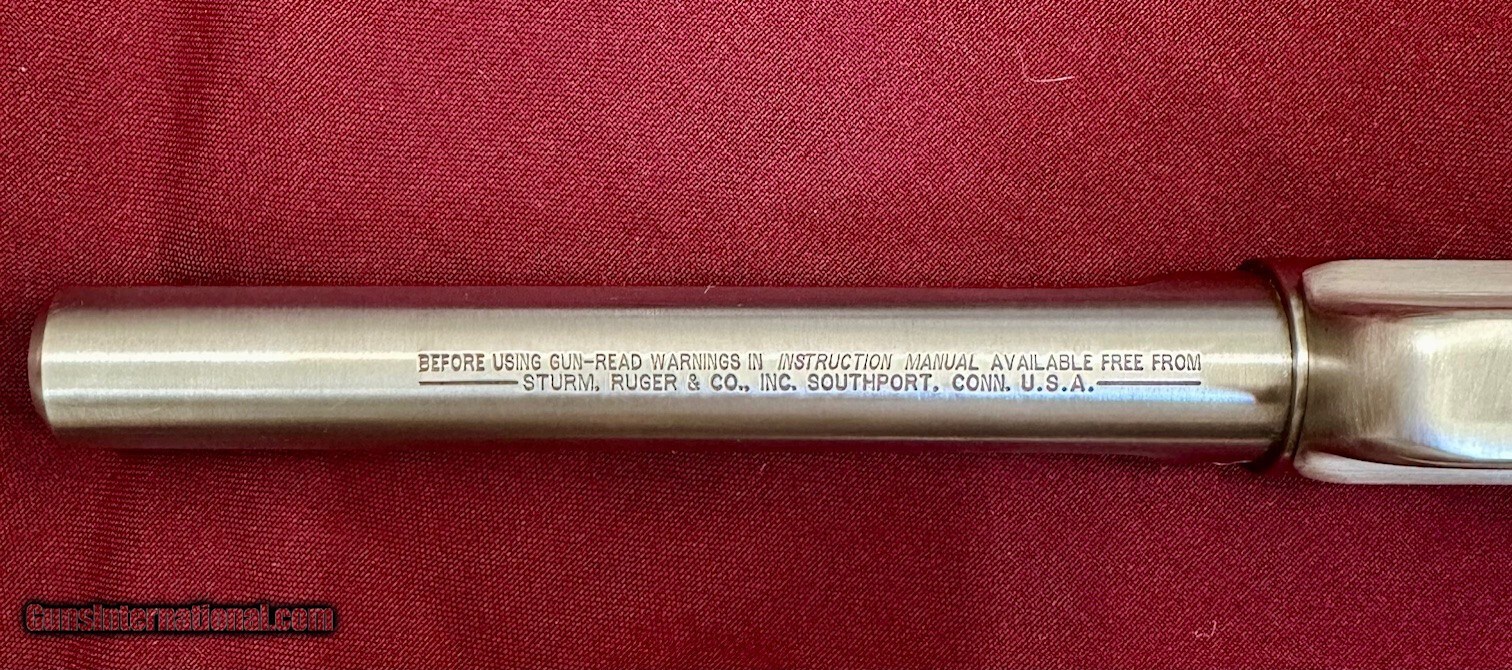 BEFORE USING GUN-READ WARNINGS IN INSTRUCTION MANUAL AVAILABLE FREE FROM
STURM, RUGER & CO., INC. SOUTHPORT, CONN. U.S.A.
GunsInternational.com